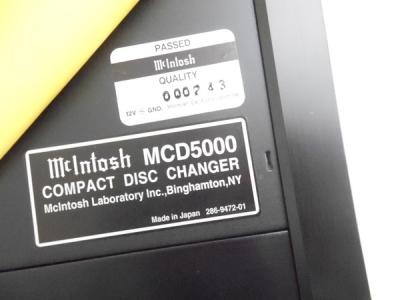 PASSED
McIntosh
QUALITY
000743
12V ⊖ GND.
McIntosh MCD5000
COMPACT DISC CHANGER
McIntosh Laboratory Inc.,Binghamton,NY
Made in Japan 286-9472-01